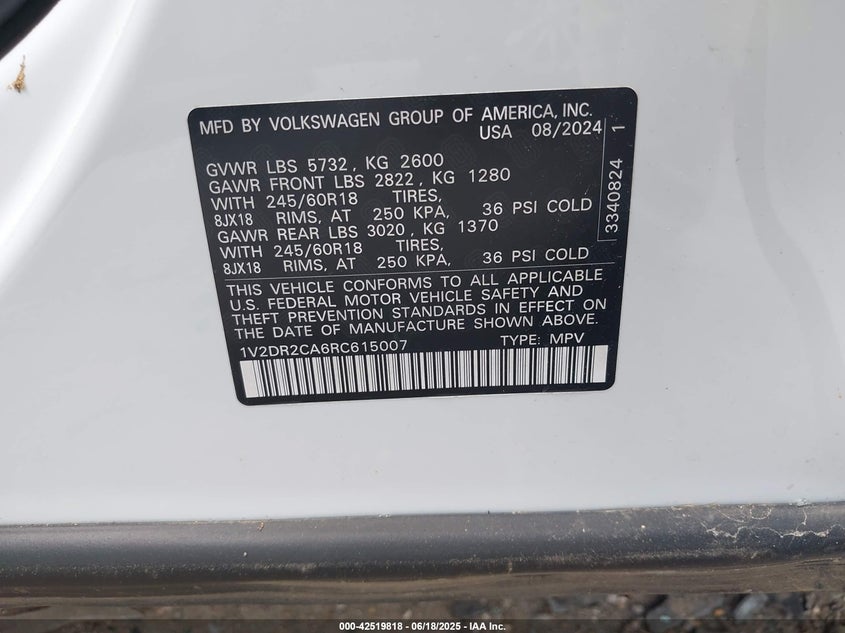 MFD BY VOLKSWAGEN GROUP OF AMERICA, INC.
USA 08/2024
GVWR LBS 5732, KG 2600
GAWR FRONT LBS 2822, KG 1280
WITH 245/60R18 TIRES,
8JX18 RIMS, AT 250 KPA, 36 PSI COLD
GAWR REAR LBS 3020, KG 1370
WITH 245/60R18 TIRES,
8JX18 RIMS, AT 250 KPA, 36 PSI COLD
THIS VEHICLE CONFORMS TO ALL APPLICABLE
U.S. FEDERAL MOTOR VEHICLE SAFETY AND
THEFT PREVENTION STANDARDS IN EFFECT ON
THE DATE OF MANUFACTURE SHOWN ABOVE.
1V2DR2CA6RC615007 TYPE: MPV
3340824 1
000-42519818 - 06/18/2025 - IAA Inc.